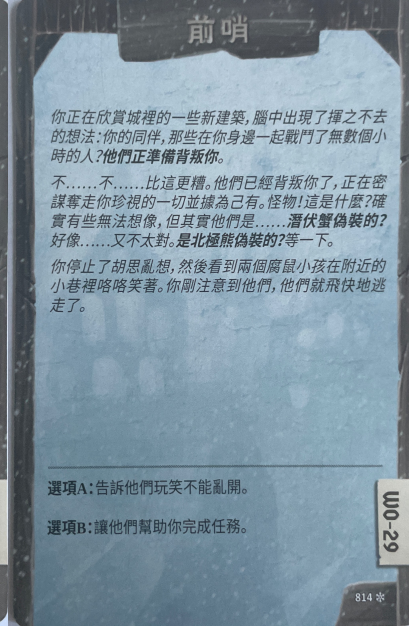 前哨
你正在欣賞城裡的一些新建築，腦中出現了揮之不去
的想法：你的同伴，那些在你身邊一起戰鬥了無數個小
時的人？他們正準備背叛你。
不……不……比這更糟。他們已經背叛你了，正在密
謀奪走你珍視的一切並據為己有。怪物！這是什麼？確
實有些無法想像，但其實他們是……潛伏蟹偽裝的？
好像……又不太對。是北極熊偽裝的？等一下。
你停止了胡思亂想，然後看到兩個腐鼠小孩在附近的
小巷裡咯咯笑著。你剛注意到他們，他們就飛快地逃
走了。
選項A：告訴他們玩笑不能亂開。
選項B：讓他們幫助你完成任務。
WO-29
814